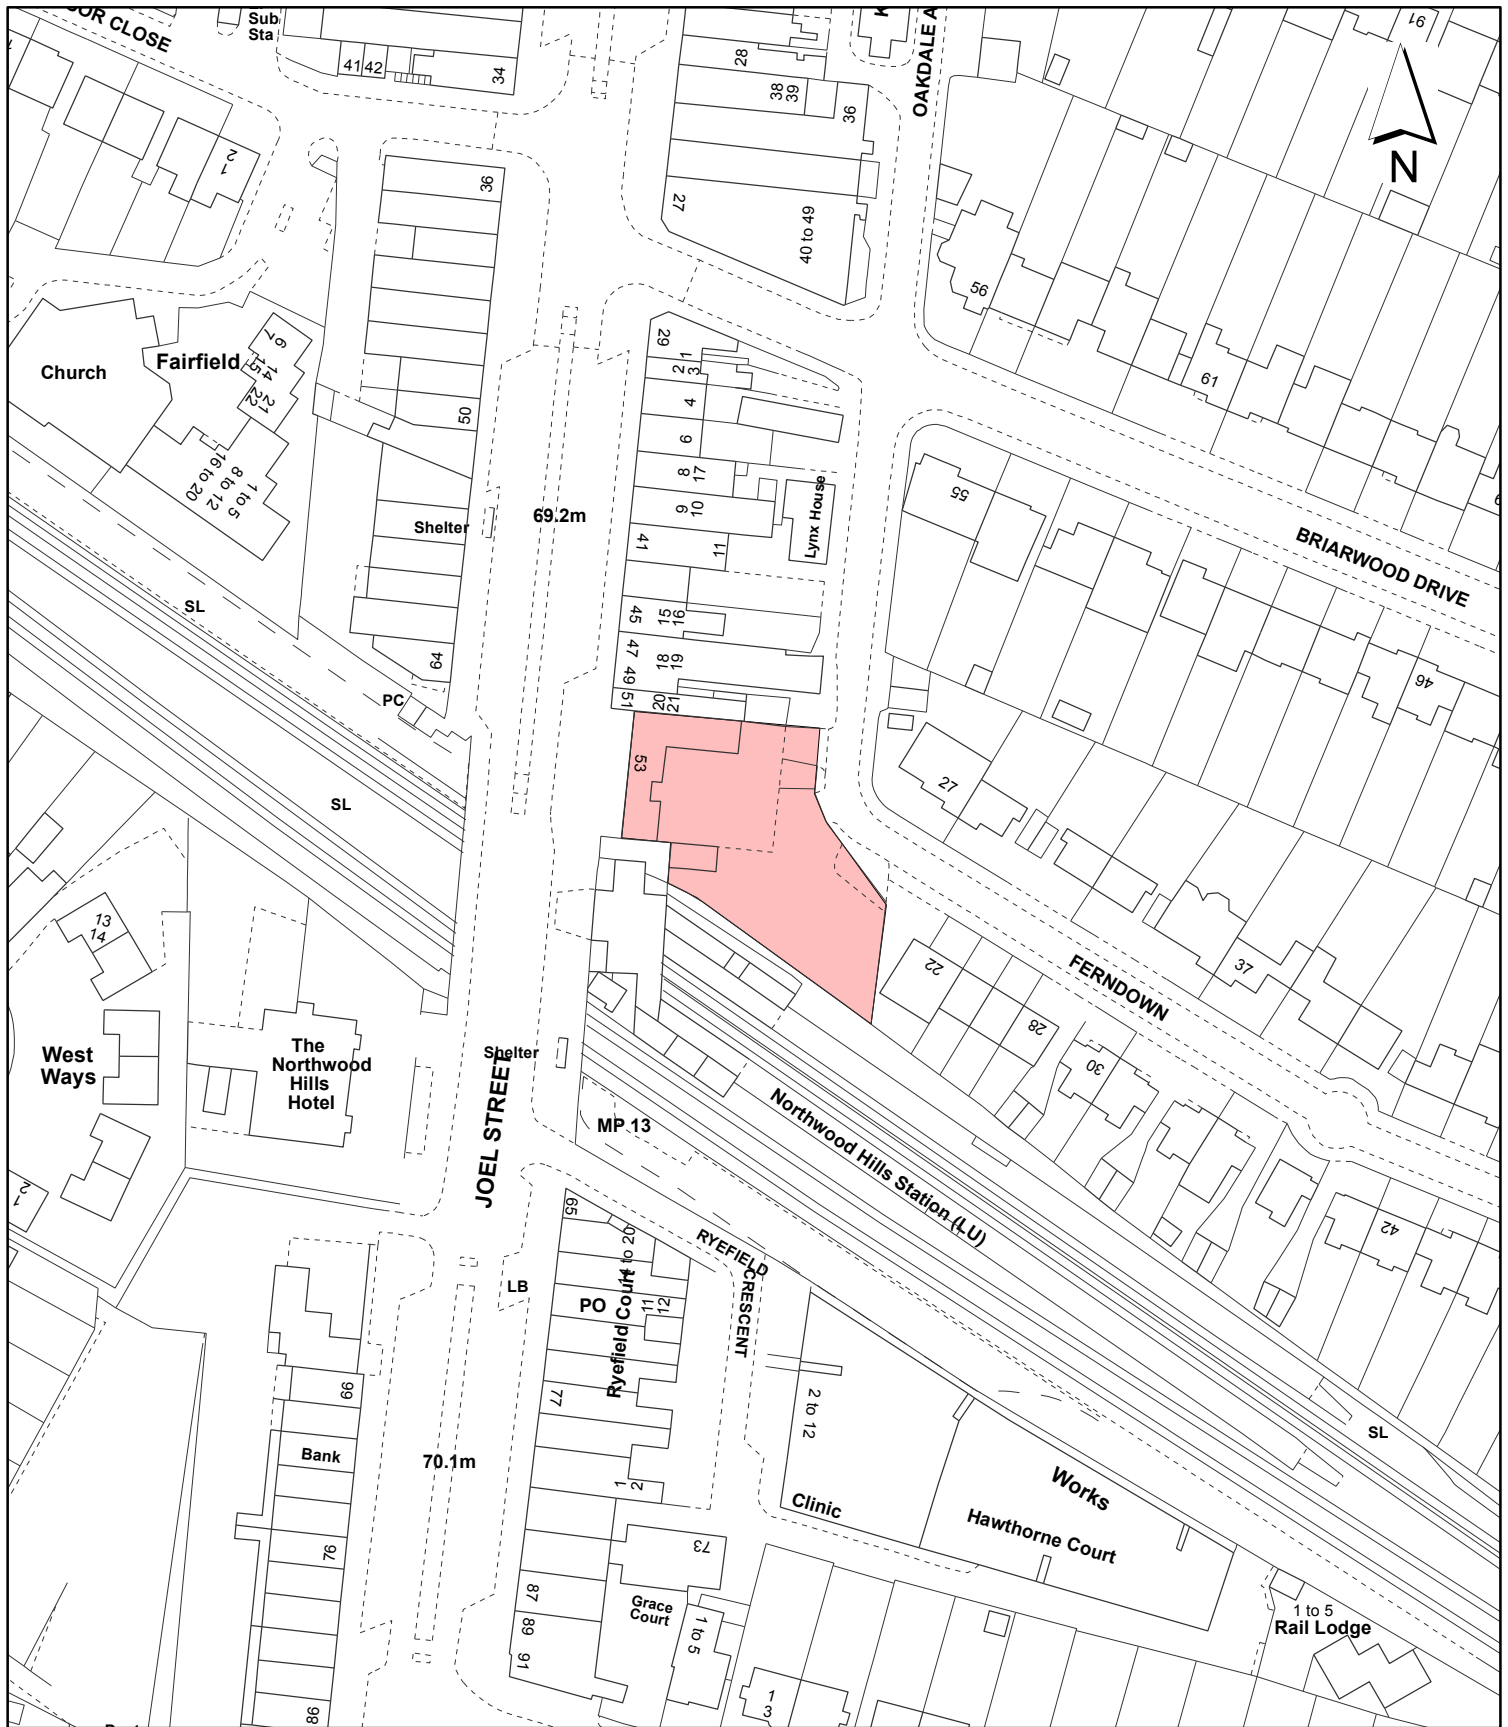 OR CLOSE
Sub
Sta
41
42
34
28
38
39
36
OAKDALE A
K
91
N
2
1
36
27
40 to 49
56
61
Church
Fairfield
6
7
14
15
21
22
1 to 5
8 to 12
16 to 20
50
29
1
2
3
4
6
8
17
9
10
41
11
Lynx House
55
BRIARWOOD DRIVE
Shelter
69.2m
SL
64
PC
45
15
16
47
18
19
49
51
20
21
53
46
27
SL
13
14
22
28
30
37
FERNDOWN
42
West
Ways
The
Northwood
Hills
Hotel
Shelter
JOEL STREET
MP 13
Northwood Hills Station (LU)
2
1
65
14 to 20
RYEFIELD
CRESCENT
LB
PO
11
12
Ryefield Court
77
2 to 12
66
Bank
70.1m
1
2
Clinic
Works
Hawthorne Court
SL
76
73
87
89
91
Grace
Court
1 to 5
1
3
1 to 5
Rail Lodge
86